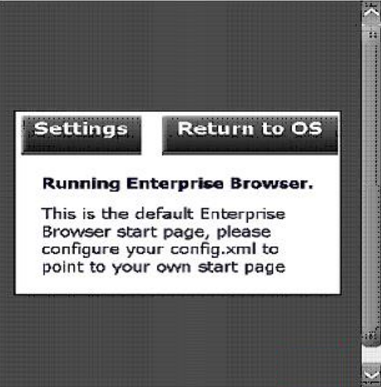 Settings
Return to OS
Running Enterprise Browser.
This is the default Enterprise
Browser start page, please
configure your config.xml to
point to your own start page